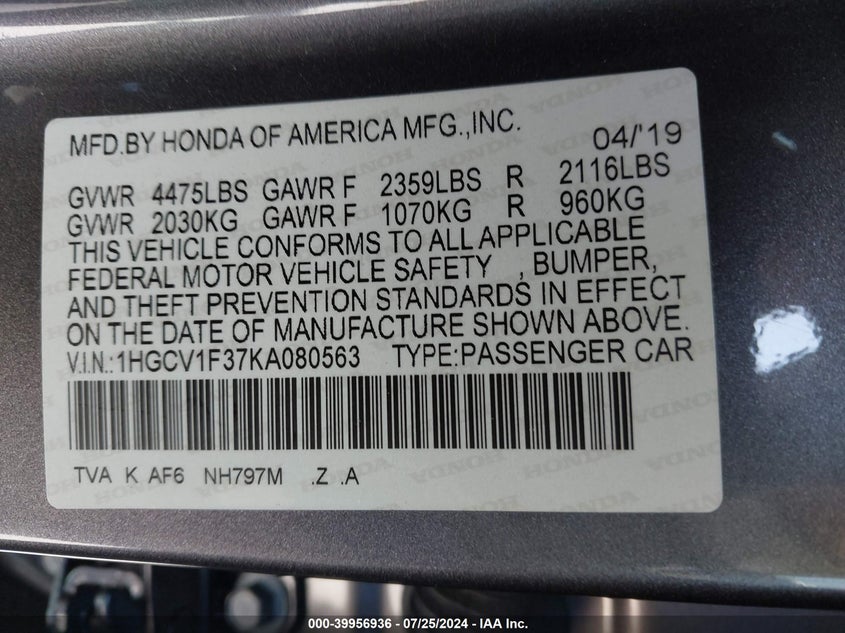 MFD.BY HONDA OF AMERICA MFG.,INC. 04/'19
GVWR 4475LBS GAWR F 2359LBS R 2116LBS
GVWR 2030KG GAWR F 1070KG R 960KG
THIS VEHICLE CONFORMS TO ALL APPLICABLE
FEDERAL MOTOR VEHICLE SAFETY , BUMPER,
AND THEFT PREVENTION STANDARDS IN EFFECT
ON THE DATE OF MANUFACTURE SHOWN ABOVE.
V.I.N.:1HGCV1F37KA080563 TYPE:PASSENGER CAR
TVA K AF6 NH797M .Z .A
000-39956936 - 07/25/2024 - IAA Inc.